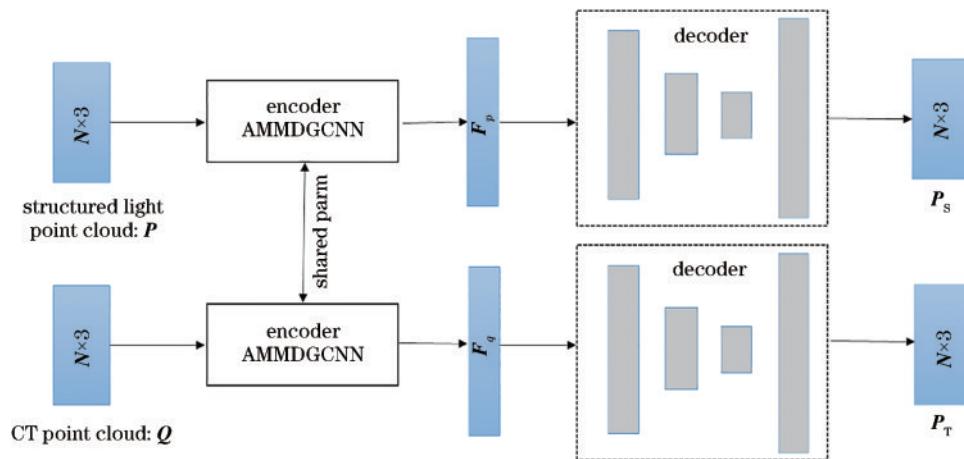 N×3
structured light
point cloud: P
encoder
AMMDGCNN
F_p
decoder
N×3
P_S
shared parm
N×3
CT point cloud: Q
encoder
AMMDGCNN
F_q
decoder
N×3
P_T